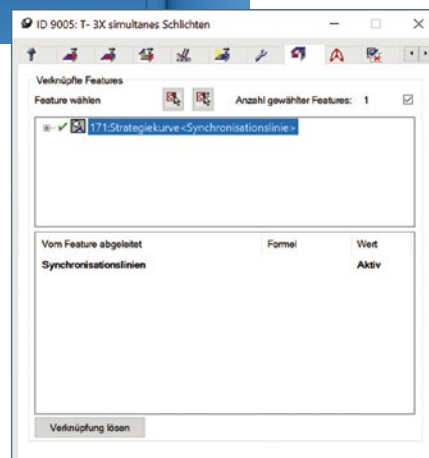 ID 9005: T- 3X simultanes Schlichten
Verknüpfte Features
Feature wählen Anzahl gewählter Features: 1
171:Strategiekurve<Synchronisationslinie>
Vom Feature abgeleitet Formel Wert
Synchronisationslinien Aktiv
Verknüpfung lösen